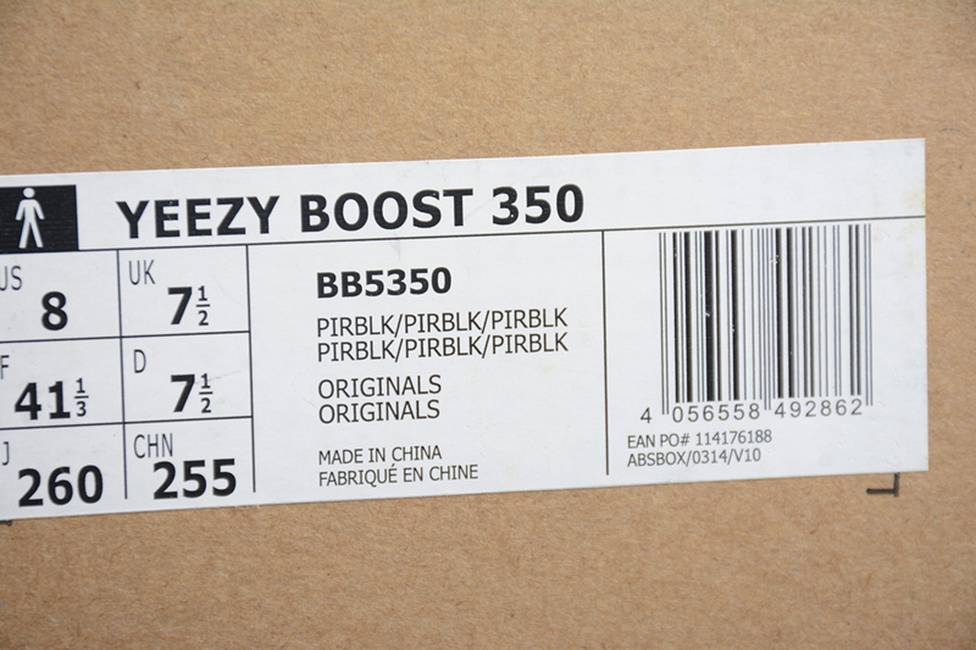 YEEZY BOOST 350
US 8 UK 7½
F 41⅓ D 7½
J 260 CHN 255
BB5350
PIRBLK/PIRBLK/PIRBLK
PIRBLK/PIRBLK/PIRBLK
ORIGINALS
ORIGINALS
MADE IN CHINA
FABRIQUÉ EN CHINE
4 056558 492862
EAN PO# 114176188
ABSBOX/0314/V10